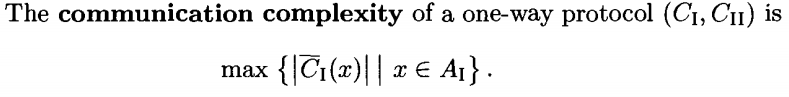 The communication complexity of a one-way protocol (C_I, C_II) is
max {|C̅_I(x)| | x ∈ A_I}.